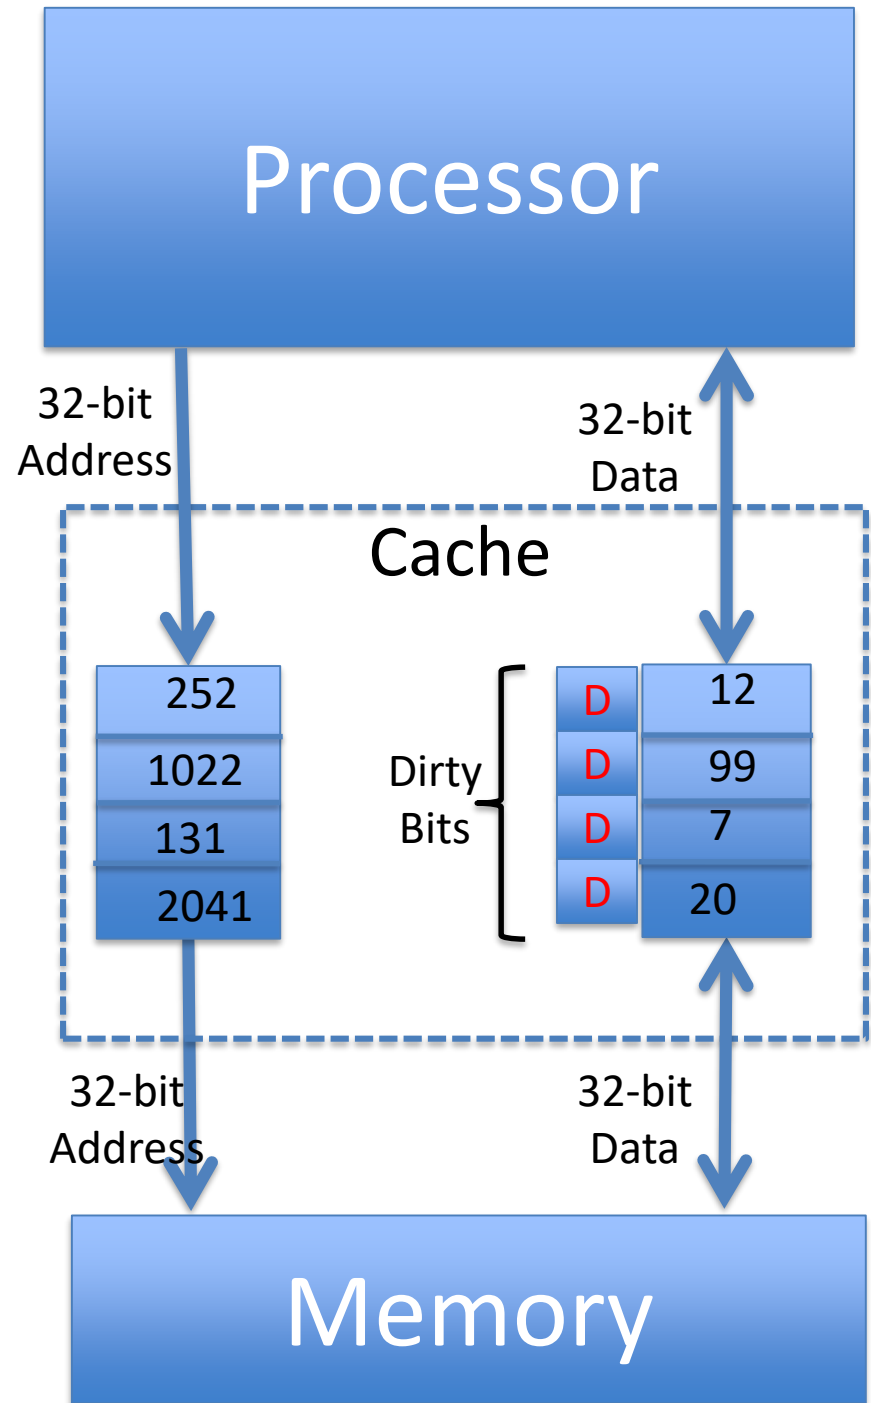 Processor
32-bit
Address
32-bit
Data
Cache
252
1022
131
2041
Dirty
Bits
D
D
D
D
12
99
7
20
32-bit
Address
32-bit
Data
Memory